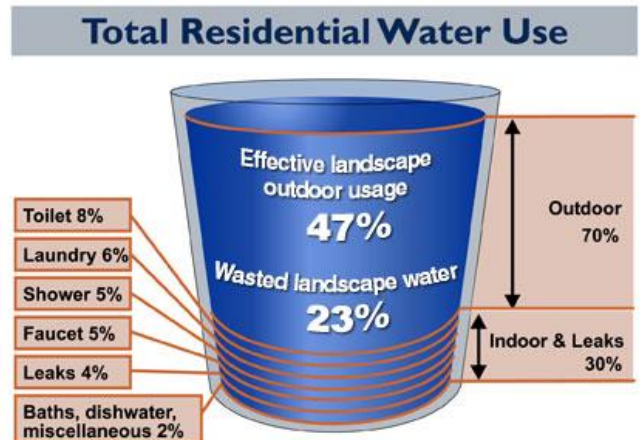 Total Residential Water Use
Effective landscape
outdoor usage
47%
Wasted landscape water
23%
Toilet 8%
Laundry 6%
Shower 5%
Faucet 5%
Leaks 4%
Baths, dishwater,
miscellaneous 2%
Outdoor
70%
Indoor & Leaks
30%